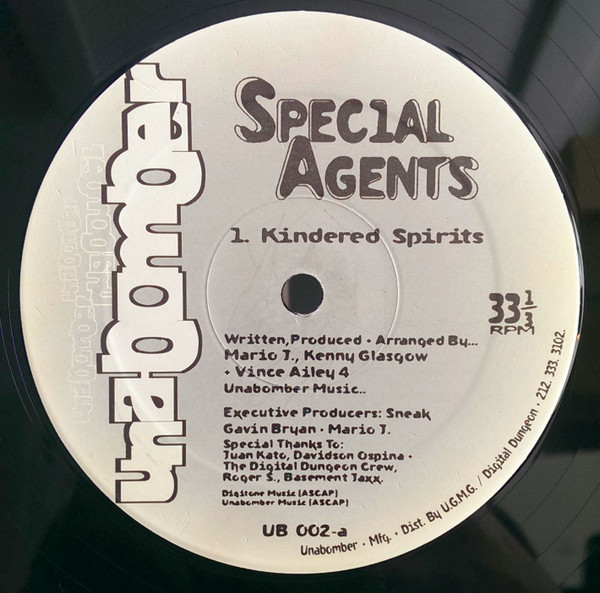 una-bomber
SPEC1AL
AGENTS
1. Kindered Spirits
33 1/3
RPM
Written,Produced • Arranged By...
Mario J., Kenny Glasgow
• Vince Ailey 4
Unabomber Music..
Executive Producers: Sneak
Gavin Bryan • Mario J.
Special Thanks To:
Juan Kato, Davidson Ospina •
The Digital Dungeon Crew,
Roger S., Basement Jaxx.
Digitone Music (ASCAP)
Unabomber Music (ASCAP)
UB 002-a
Unabomber • Mfg. • Dist. By U.G.M.G. / Digital Dungeon • 212. 333. 3102.